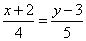 (x+2)/4 = (y-3)/5